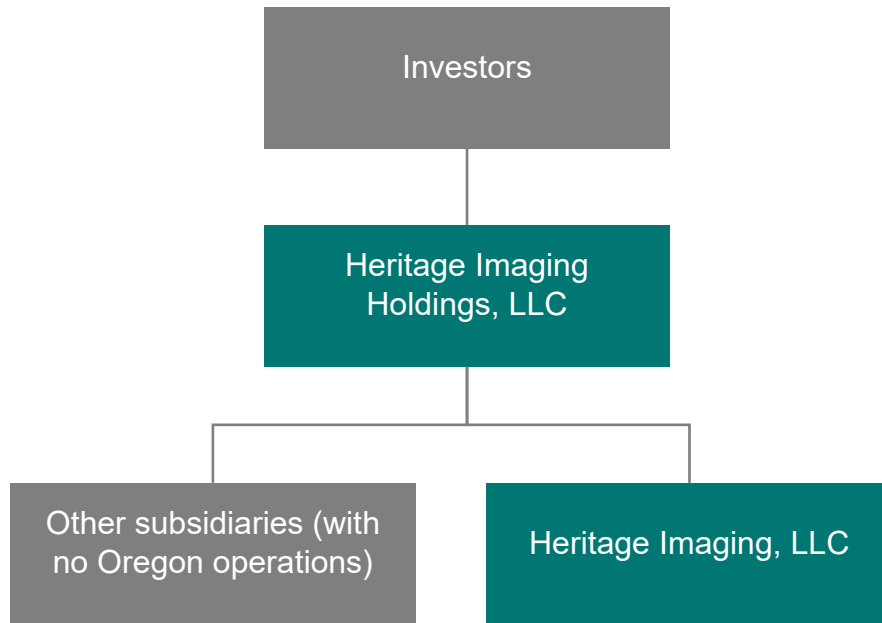 Investors
Heritage Imaging
Holdings, LLC
Other subsidiaries (with
no Oregon operations)
Heritage Imaging, LLC